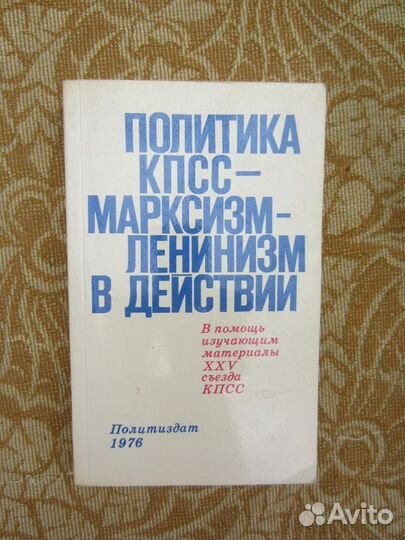 ПОЛИТИКА
КПСС—
МАРКСИЗМ-
ЛЕНИНИЗМ
В ДЕЙСТВИИ
В помощь
изучающим
материалы
XXV
съезда
КПСС
Политиздат
1976
Avito